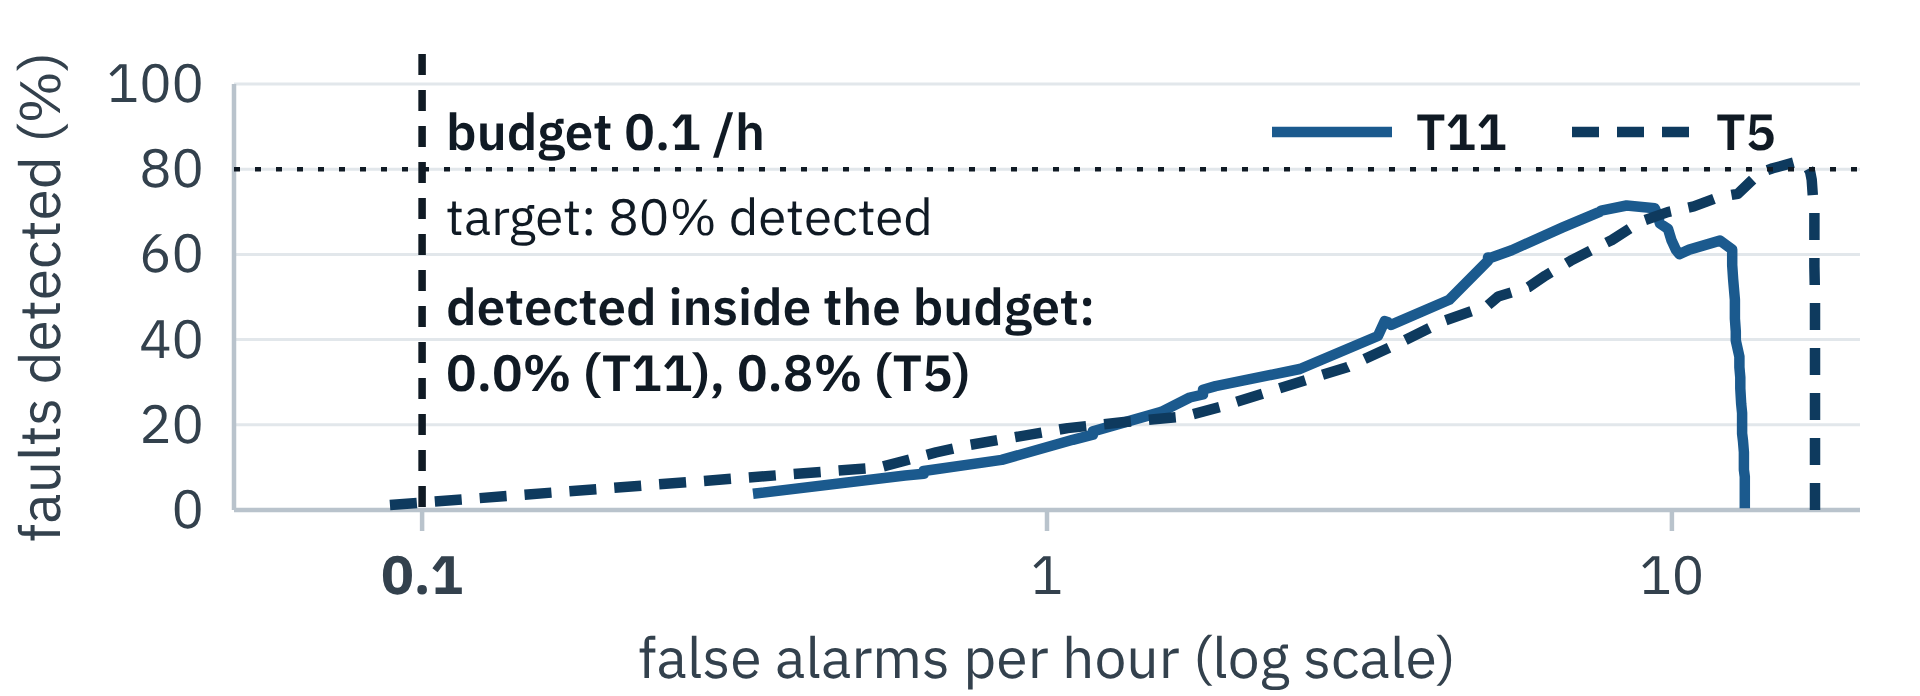 faults detected (%)
100
80
60
40
20
0
budget 0.1 /h
T11
T5
target: 80% detected
detected inside the budget:
0.0% (T11), 0.8% (T5)
0.1
1
10
false alarms per hour (log scale)